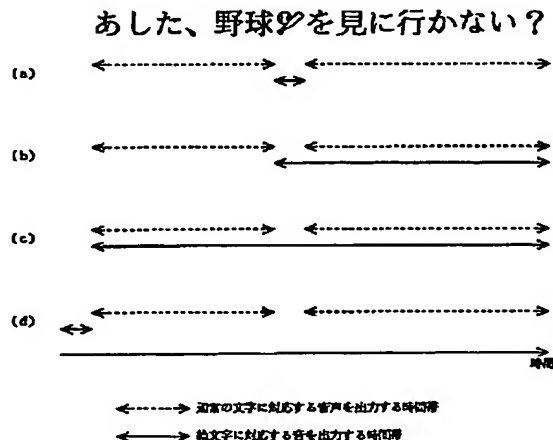 あした、野球⚾を見に行かない？
(a)
(b)
(c)
(d)
時間
通常の文字に対応する音声を出力する時間帯
絵文字に対応する音を出力する時間帯